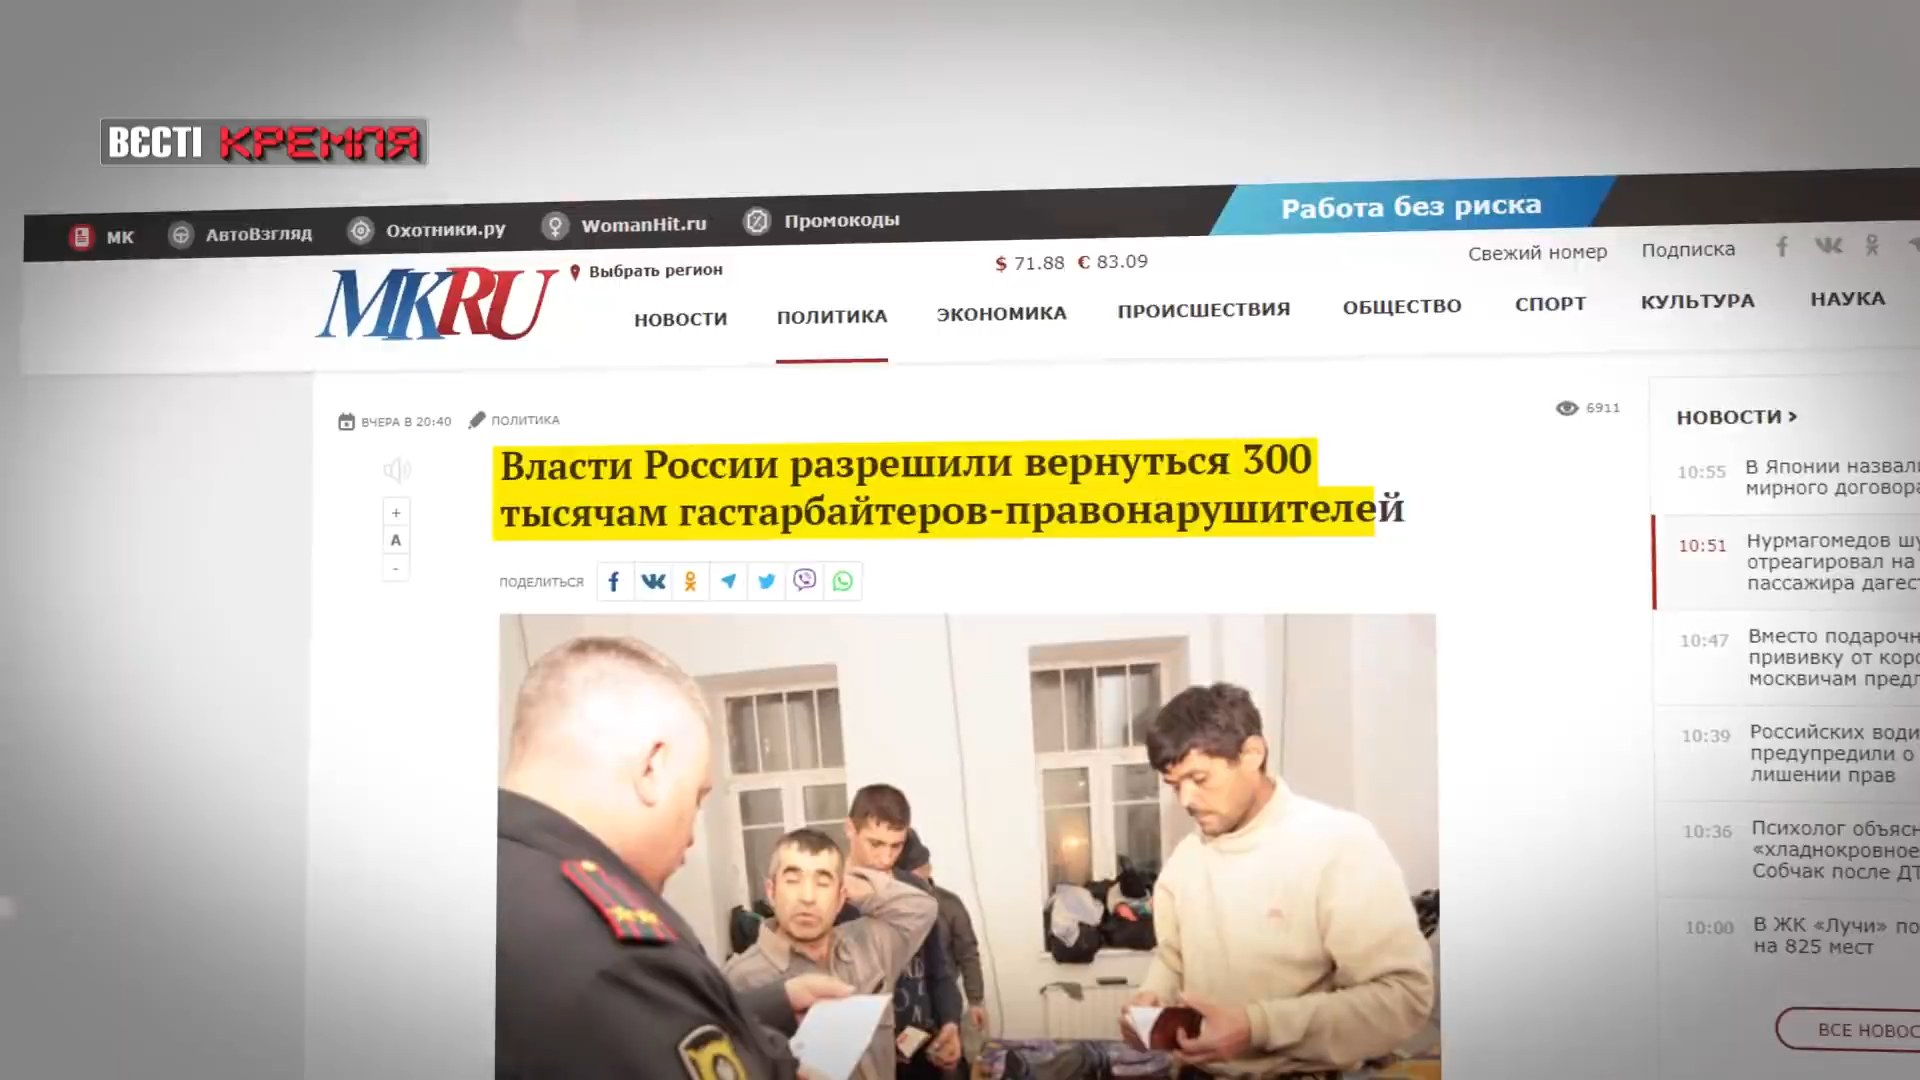 ВЄСТІ КРЕМЛЯ
МК АвтоВзгляд Охотники.ру WomanHit.ru Промокоды Работа без риска
MKRU
Выбрать регион
$ 71.88 € 83.09
Свежий номер Подписка
НОВОСТИ ПОЛИТИКА ЭКОНОМИКА ПРОИСШЕСТВИЯ ОБЩЕСТВО СПОРТ КУЛЬТУРА НАУКА
ВЧЕРА В 20:40 ПОЛИТИКА
6911
Власти России разрешили вернуться 300
тысячам гастарбайтеров-правонарушителей
+
А
-
ПОДЕЛИТЬСЯ
НОВОСТИ >
10:55 В Японии назвали
мирного договора
10:51 Нурмагомедов
отреагировал на
пассажира
10:47 Вместо
прививку от
москвичам
10:39 Российских
предупредили о
лишении прав
10:36 Психолог
«хладнокровное
Собчак после ДТ
10:00 В ЖК «Лучи» по
на 825 мест
ВСЕ НОВОС